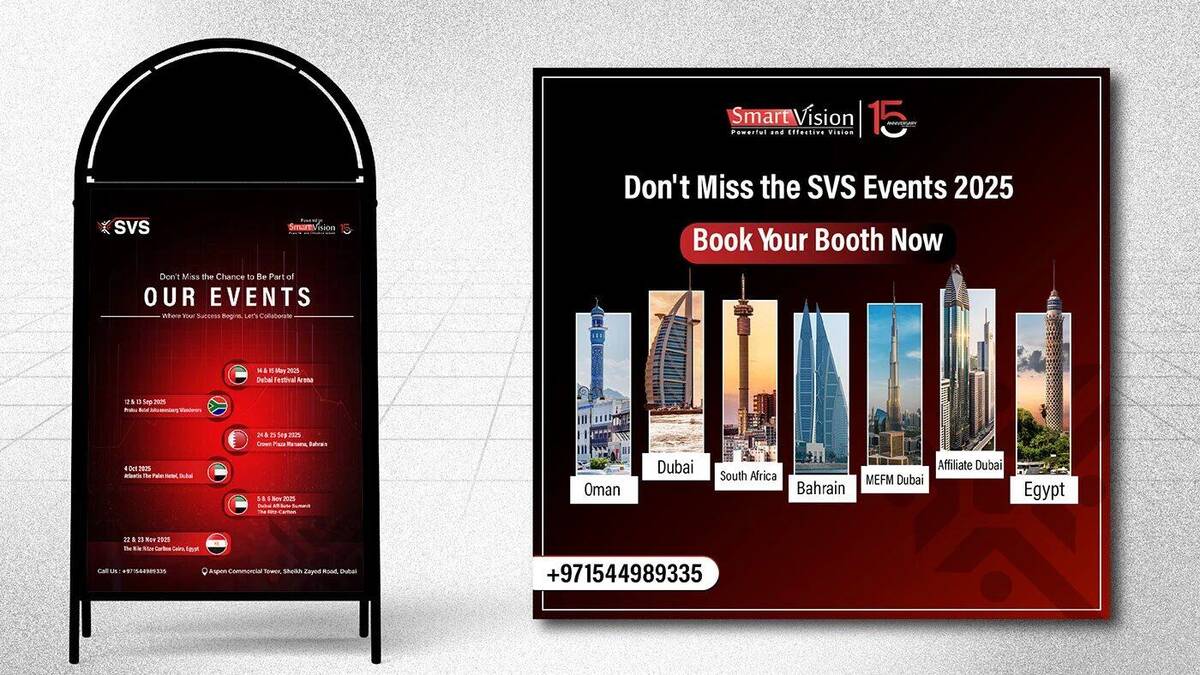 SVS
Powered by
Smart Vision 15
Don't Miss the Chance to Be Part of
OUR EVENTS
Where Your Success Begins, Let's Collaborate
14 & 15 May 2025
Dubai Festival Arena
12 & 13 Sep 2025
Protea Hotel Johannesburg Wanderers
24 & 25 Sep 2025
Crown Plaza Manama, Bahrain
4 Oct 2025
Atlantis The Palm Hotel, Dubai
5 & 6 Nov 2025
Dubai Affiliate Summit
The Ritz-Carlton
22 & 23 Nov 2025
The Nile Ritze Carlton Cairo, Egypt
Call Us : +971544989335
Aspen Commercial Tower, Sheikh Zayed Road, Dubai
Smart Vision 15 ANNIVERSARY
Powerful and Effective Vision
Don't Miss the SVS Events 2025
Book Your Booth Now
Oman
Dubai
South Africa
Bahrain
MEFM Dubai
Affiliate Dubai
Egypt
+971544989335